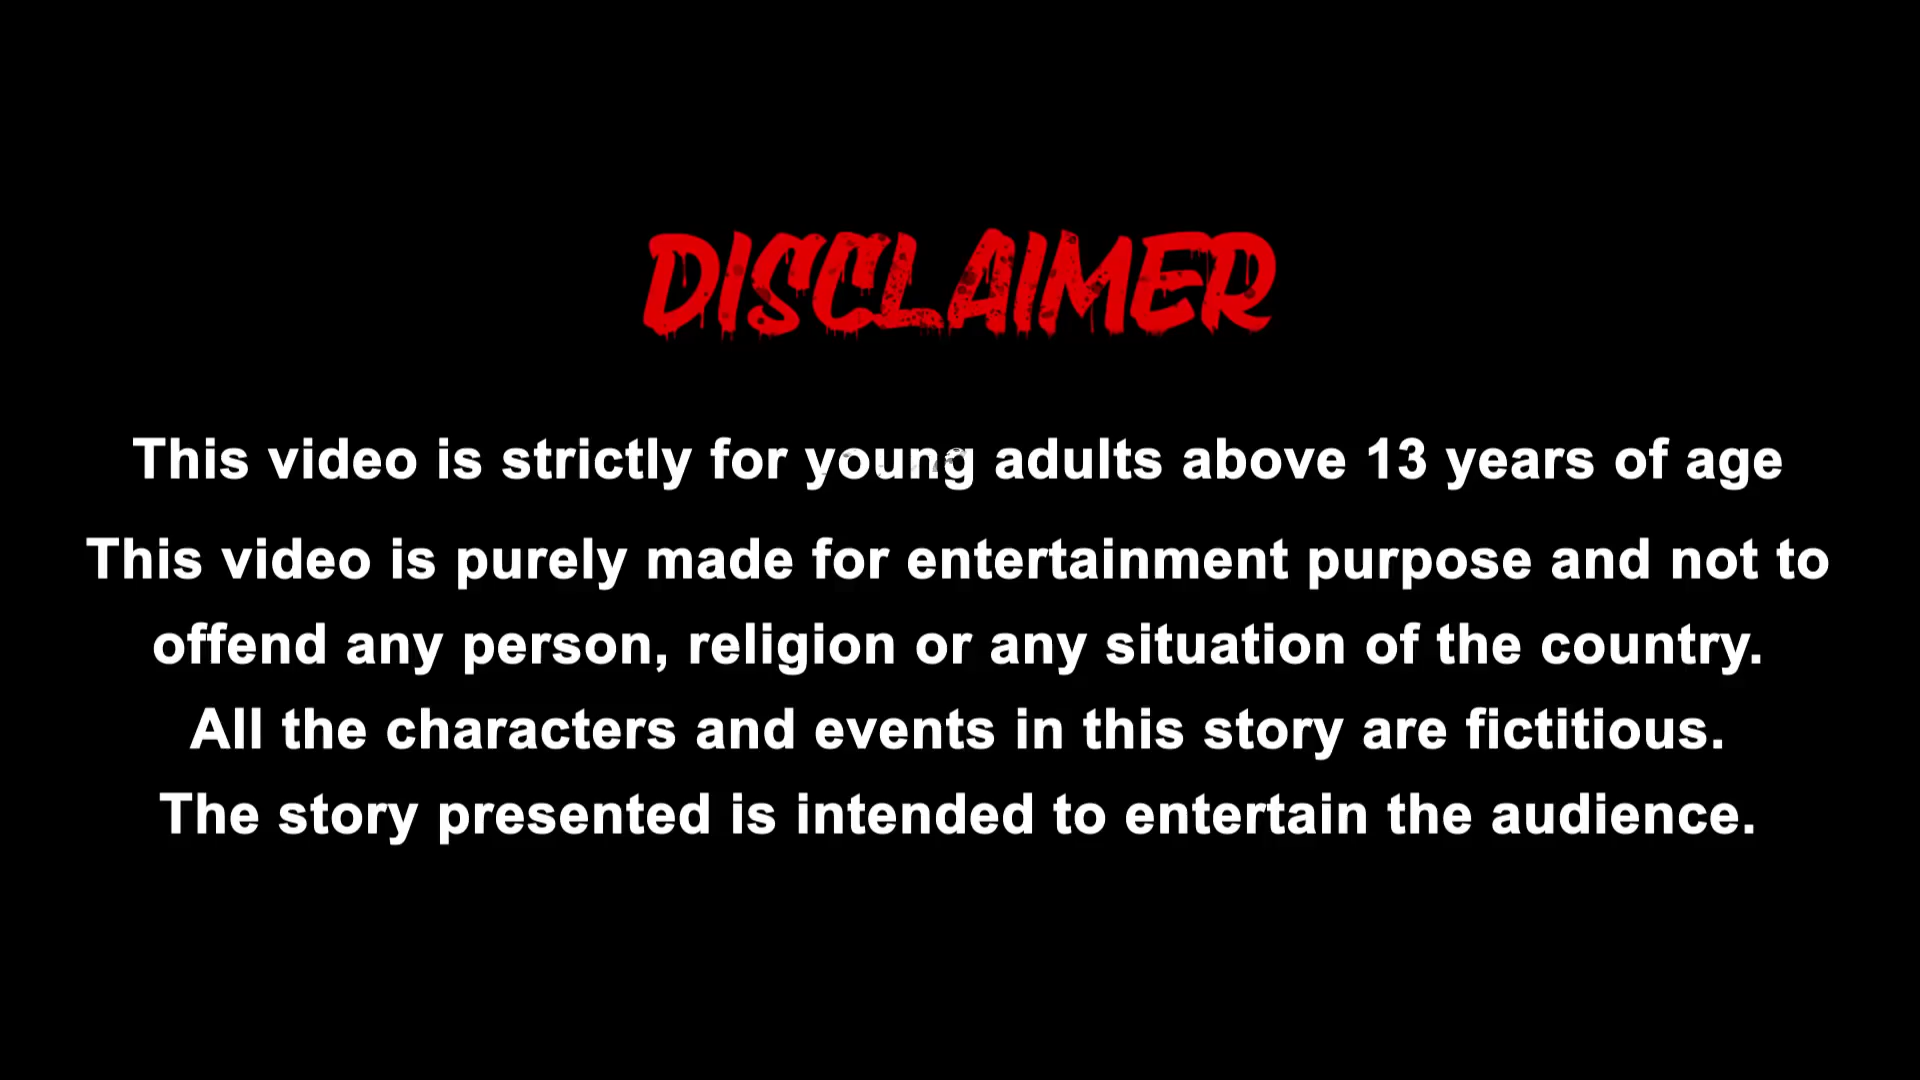 DISCLAIMER
This video is strictly for young adults above 13 years of age
This video is purely made for entertainment purpose and not to
offend any person, religion or any situation of the country.
All the characters and events in this story are fictitious.
The story presented is intended to entertain the audience.